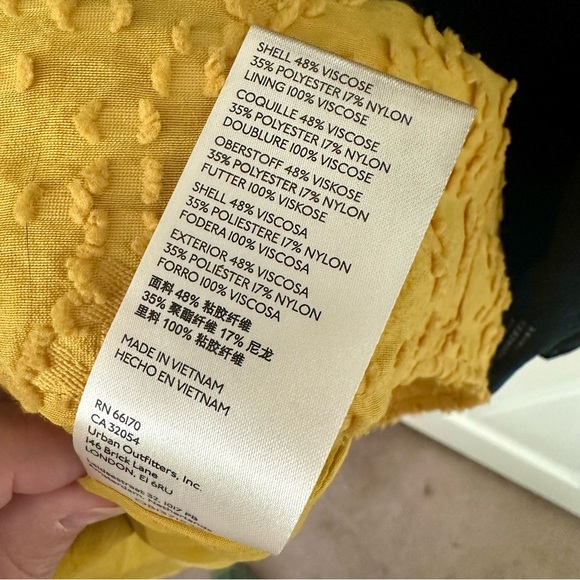 SHELL 48% VISCOSE
35% POLYESTER 17% NYLON
LINING 100% VISCOSE
COQUILLE 48% VISCOSE
35% POLYESTER 17% NYLON
DOUBLURE 100% VISCOSE
OBERSTOFF 48% VISKOSE
35% POLYESTER 17% NYLON
FUTTER 100% VISKOSE
SHELL 48% VISCOSA
35% POLIESTERE 17% NYLON
FODERA 100% VISCOSA
EXTERIOR 48% VISCOSA
35% POLIÉSTER 17% NYLON
FORRO 100% VISCOSA
面料 48% 粘胶纤维
35% 聚酯纤维 17% 尼龙
里料 100% 粘胶纤维
MADE IN VIETNAM
HECHO EN VIETNAM
RN 66170
CA 32054
Urban Outfitters, Inc.
146 Brick Lane
LONDON, E1 6RU
32, 1017 PB